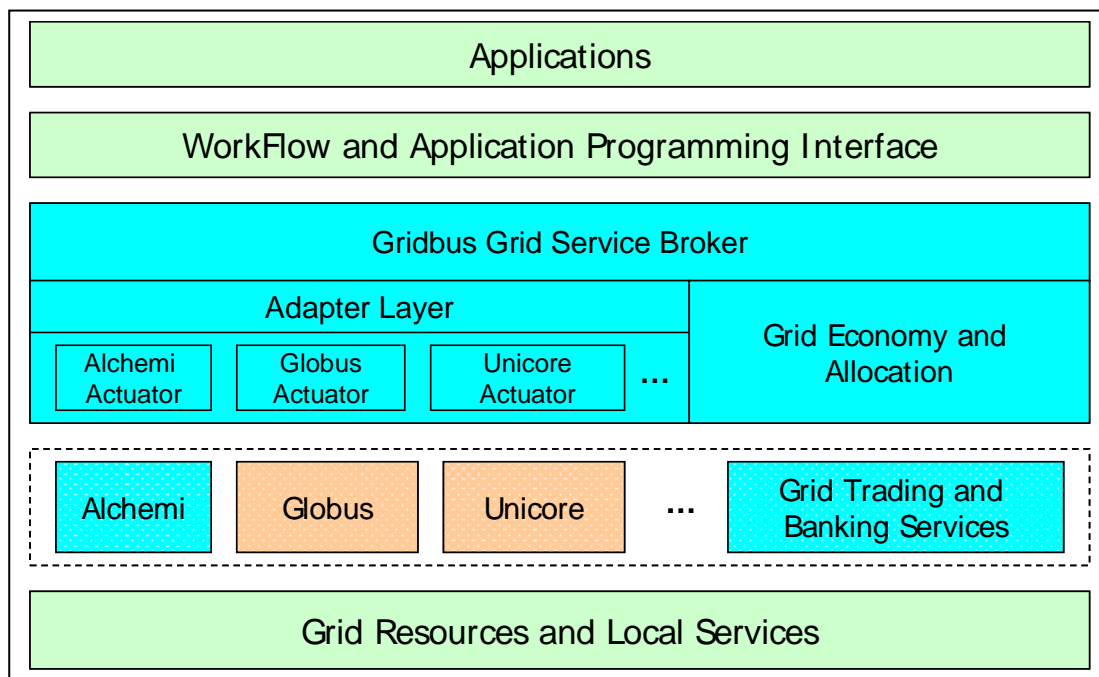 Applications
WorkFlow and Application Programming Interface
Gridbus Grid Service Broker
Adapter Layer
Alchemi
Actuator
Globus
Actuator
Unicore
Actuator
...
Grid Economy and
Allocation
Alchemi
Globus
Unicore
...
Grid Trading and
Banking Services
Grid Resources and Local Services